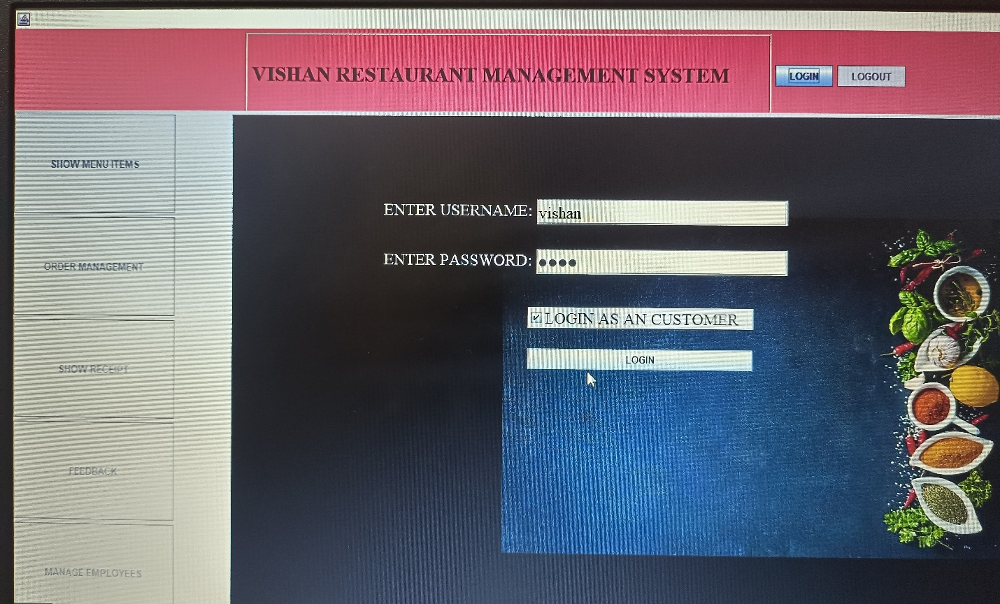 VISHAN RESTAURANT MANAGEMENT SYSTEM
LOGIN
LOGOUT
SHOW MENU ITEMS
ORDER MANAGEMENT
SHOW RECEIPT
FEEDBACK
MANAGE EMPLOYEES
ENTER USERNAME: vishan
ENTER PASSWORD: ●●●●
LOGIN AS AN CUSTOMER
LOGIN